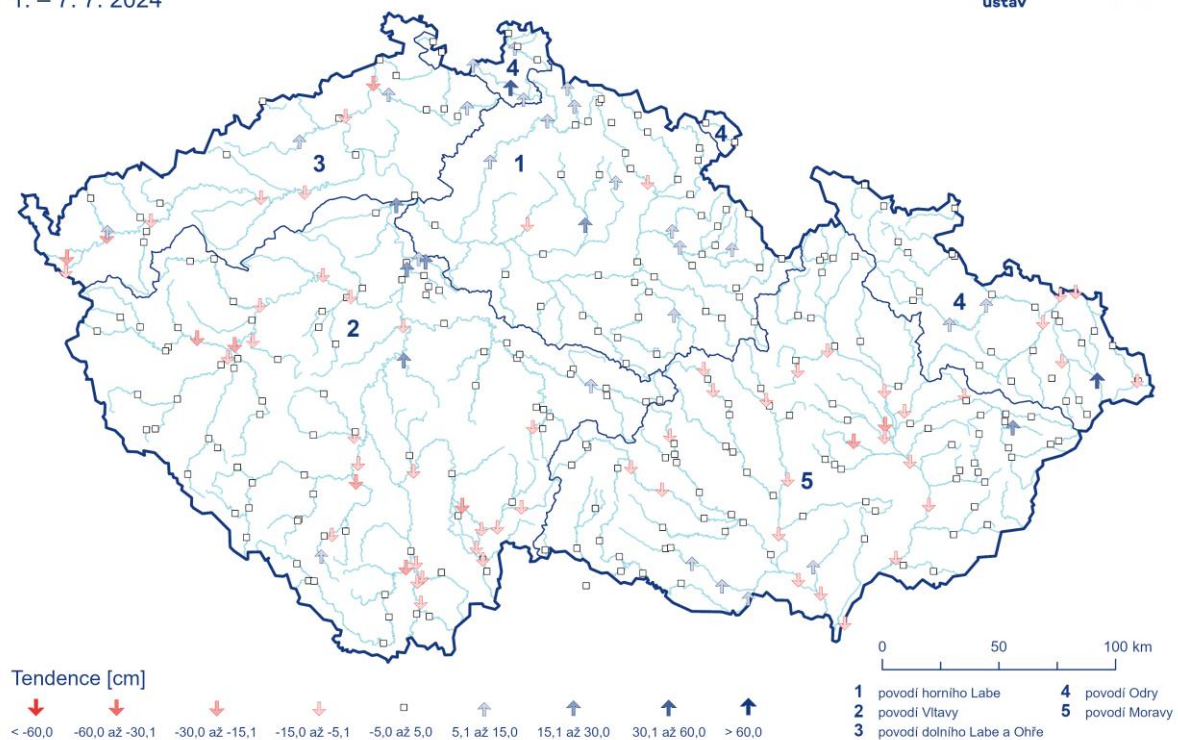 1. – 7. 7. 2024
ústav
4
4
3
1
4
2
5
0 50 100 km
Tendence [cm]
< -60,0 -60,0 až -30,1 -30,0 až -15,1 -15,0 až -5,1 -5,0 až 5,0 5,1 až 15,0 15,1 až 30,0 30,1 až 60,0 > 60,0
1 povodí horního Labe
2 povodí Vltavy
3 povodí dolního Labe a Ohře
4 povodí Odry
5 povodí Moravy